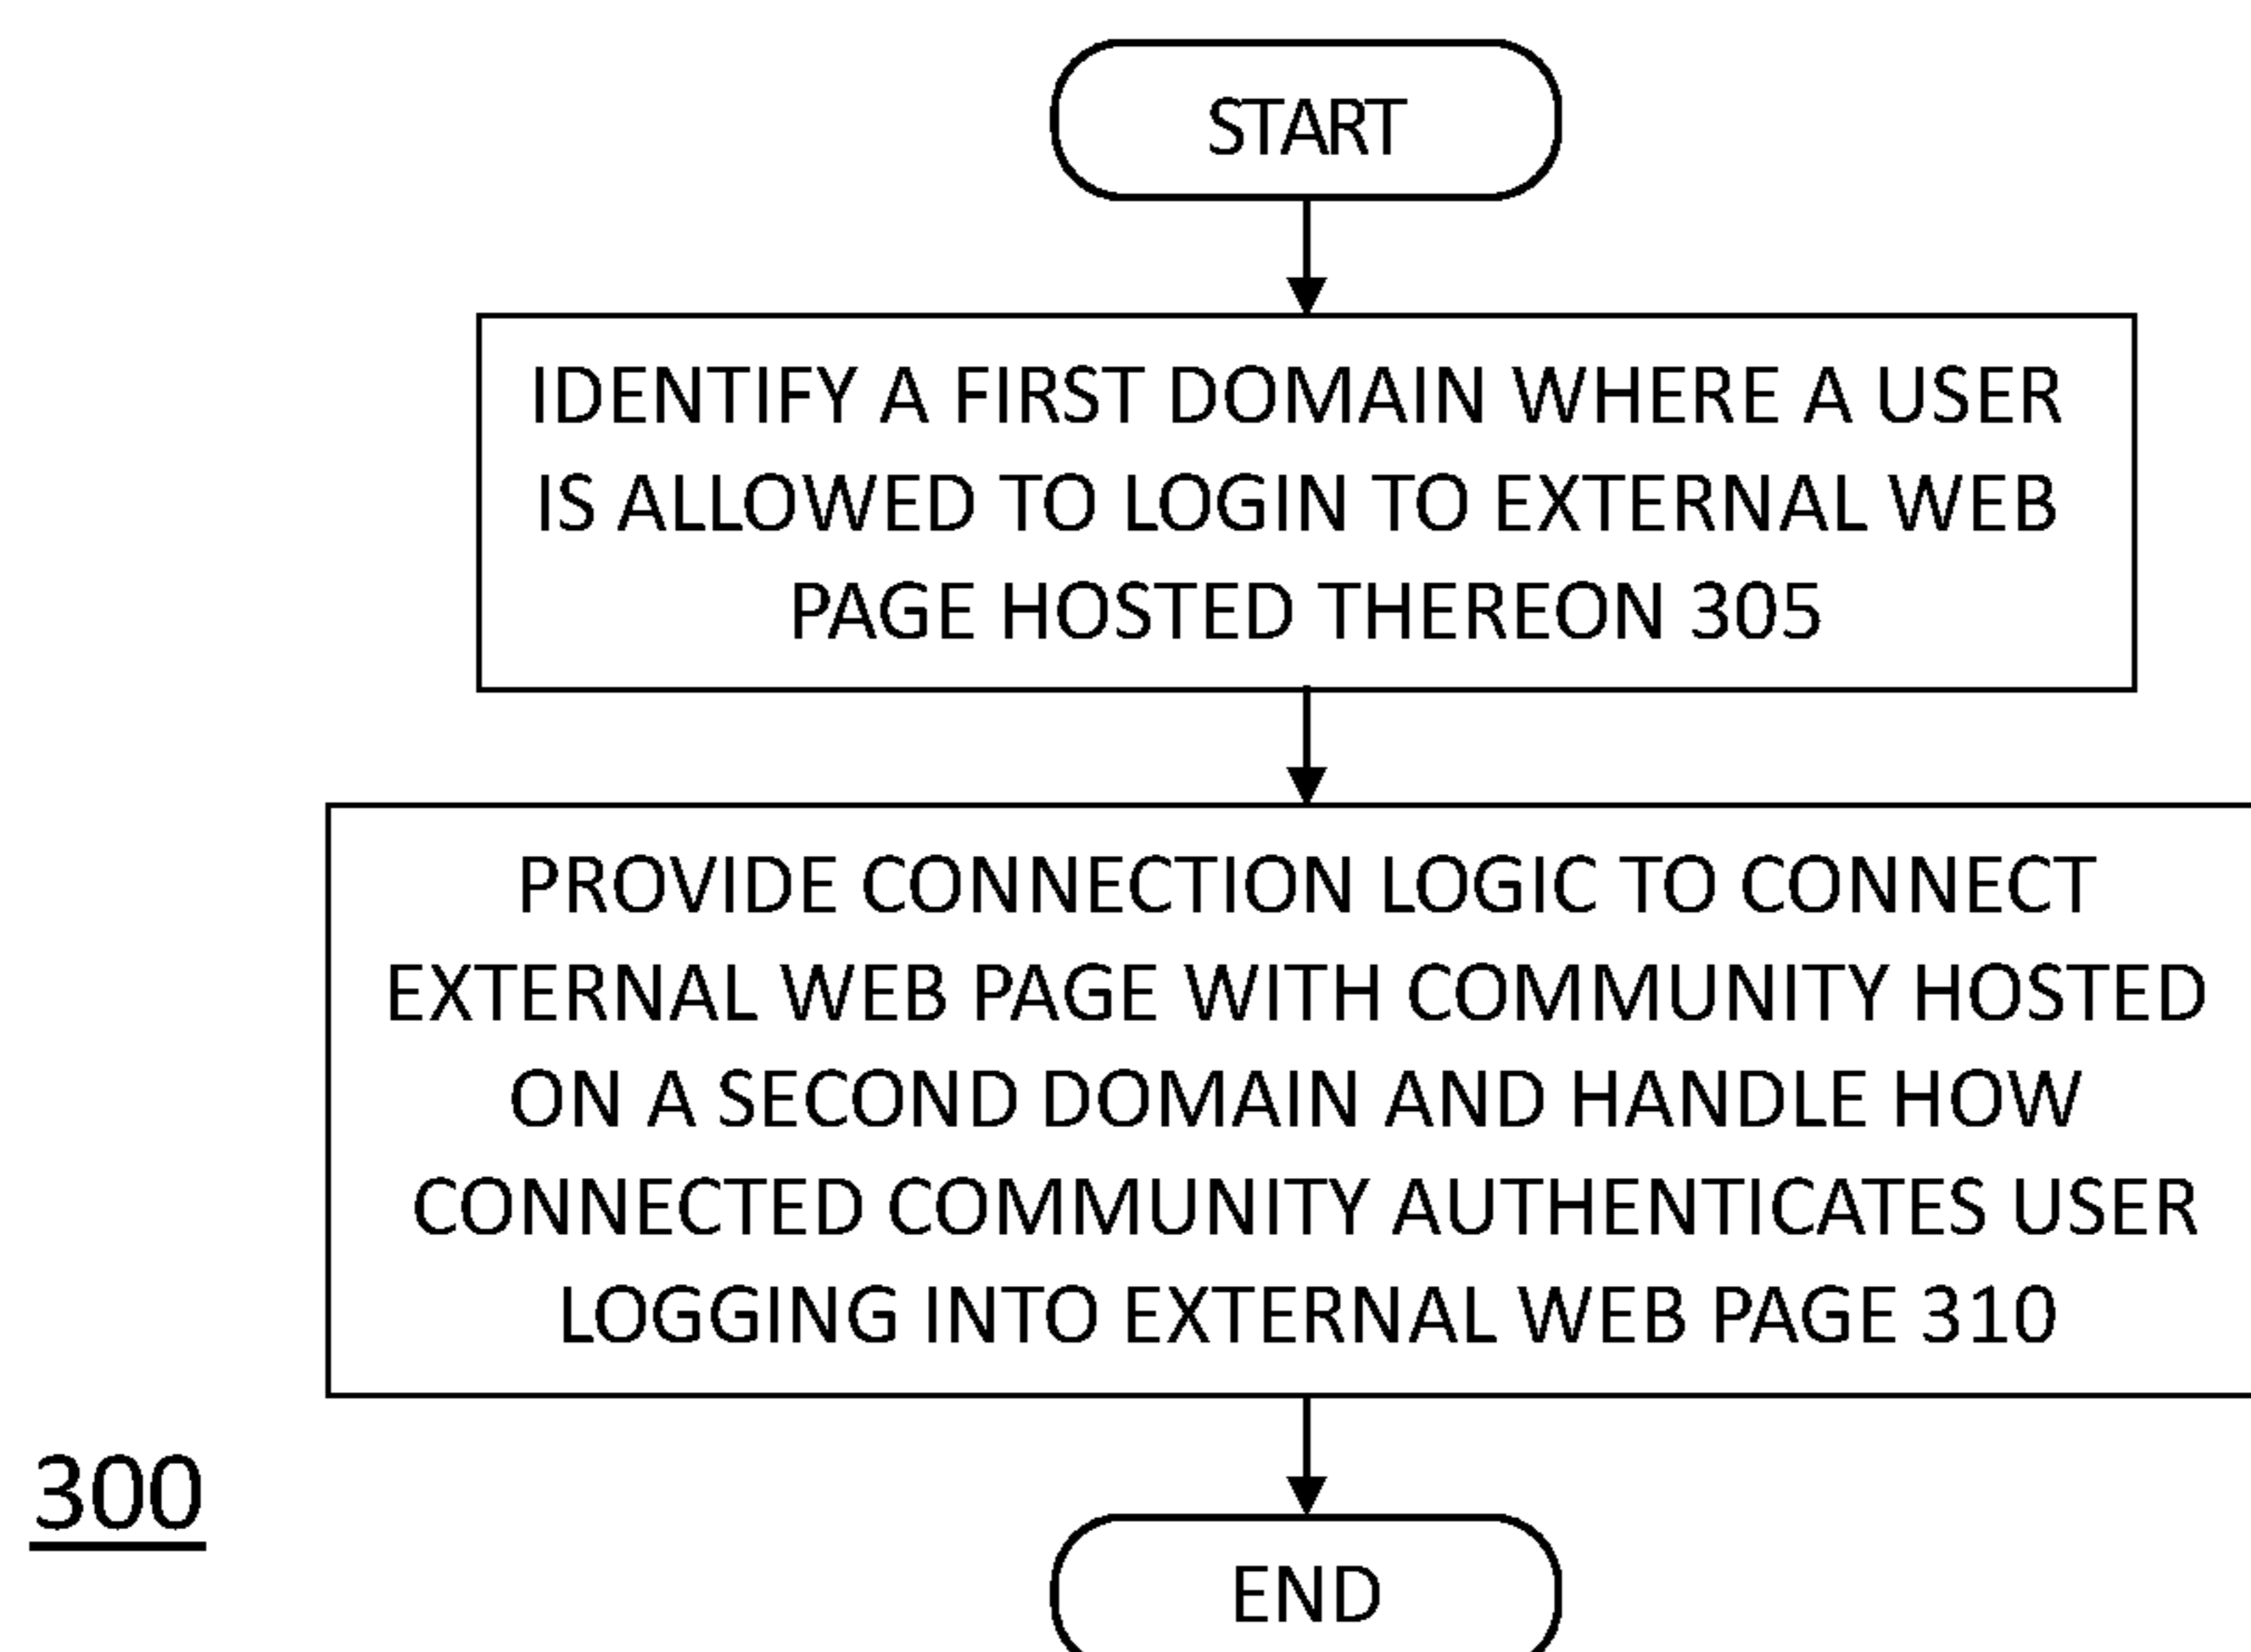 START
IDENTIFY A FIRST DOMAIN WHERE A USER
IS ALLOWED TO LOGIN TO EXTERNAL WEB
PAGE HOSTED THEREON 305
PROVIDE CONNECTION LOGIC TO CONNECT
EXTERNAL WEB PAGE WITH COMMUNITY HOSTED
ON A SECOND DOMAIN AND HANDLE HOW
CONNECTED COMMUNITY AUTHENTICATES USER
LOGGING INTO EXTERNAL WEB PAGE 310
300
END